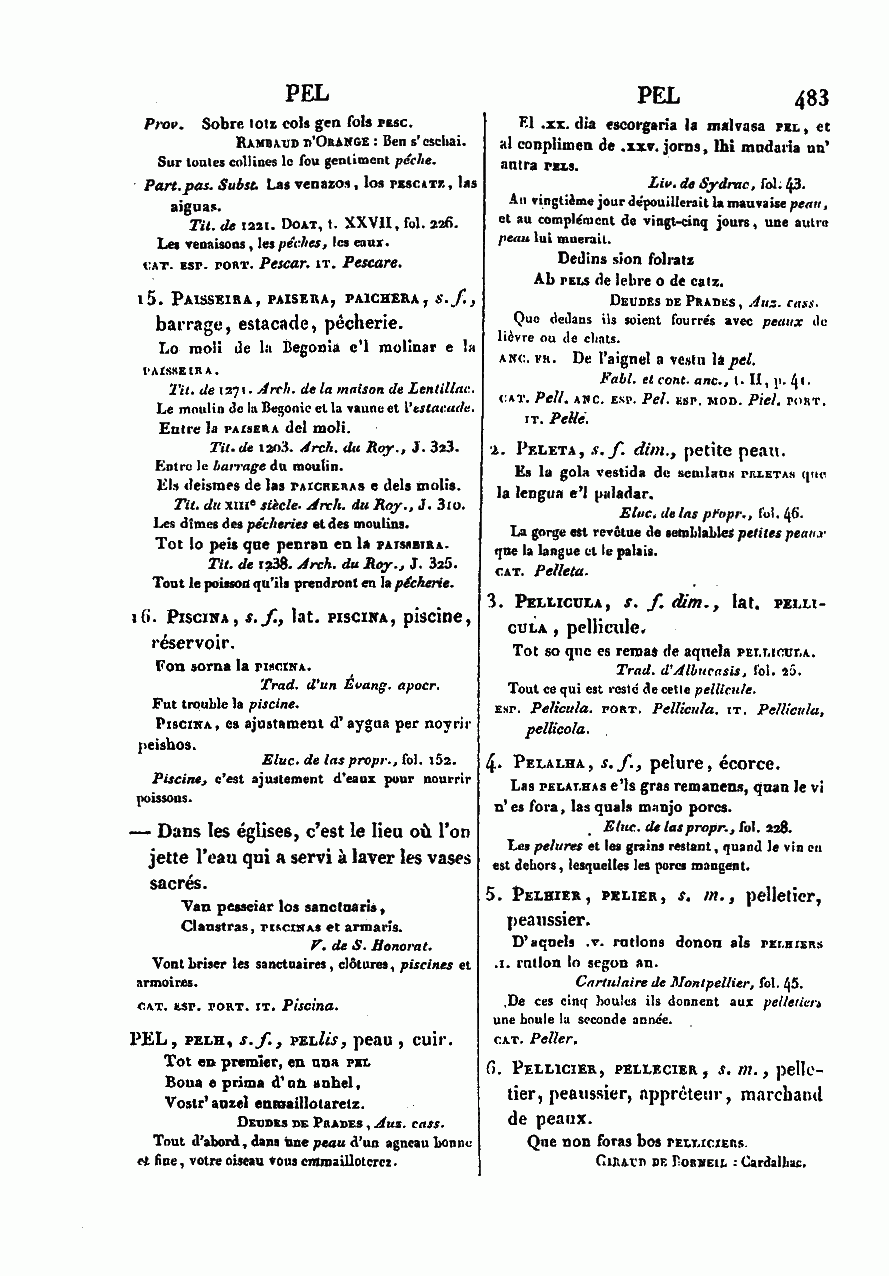 PEL
PEL 483
Prov. Sobre totz cols gen fols PESC.
RAMBAUD D'ORANGE : Ben s'eschai.
Sur toutes collines le fou gentiment pêche.
Part. pas. Subst. Las venazos, los PESCATZ, las
aiguas.
Tit. de 1221. DOAT, t. XXVII, fol. 226.
Les venaisons, les pêches, les eaux.
CAT. ESP. PORT. Pescar. IT. Pescare.
15. PAISSEIRA, PAISERA, PAICHERA, s. f.,
barrage, estacade, pêcherie.
Lo moli de la Begonia e'l molinar e la
PAISSEIRA.
Tit. de 1271. Arch. de la maison de Lentillac.
Le moulin de la Begonie et la vanne et l'estacade.
Entre la PAISERA del moli.
Tit. de 1203. Arch. du Roy., J. 323.
Entre le barrage du moulin.
Els deismes de las PAICHERAS e dels molis.
Tit. du XIIIe siècle. Arch. du Roy., J. 310.
Les dîmes des pêcheries et des moulins.
Tot lo peis que penran en la PAISSEIRA.
Tit. de 1238. Arch. du Roy., J. 325.
Tout le poisson qu'ils prendront en la pêcherie.
16. PISCINA, s. f., lat. PISCINA, piscine,
réservoir.
Fon sorna la PISCINA.
Trad. d'un Évang. apocr.
Fut trouble la piscine.
PISCINA, es ajustament d'aygua per noyrir
peishos.
Eluc. de las propr., fol. 152.
Piscine, c'est ajustement d'eaux pour nourrir
poissons.
— Dans les églises, c'est le lieu où l'on
jette l'eau qui a servi à laver les vases
sacrés.
Van pesseiar los sanctuaris,
Claustras, PISCINAS et armaris.
V. de S. Honorat.
Vont briser les sanctuaires, clôtures, piscines et
armoires.
CAT. ESP. PORT. IT. Piscina.
PEL, PELH, s. f., PELlis, peau, cuir.
Tot en premier, en una PEL
Bona e prima d'un anhel,
Vostr'auzel enmaillotaretz.
DEUDES DE PRADES, Aus. cass.
Tout d'abord, dans une peau d'un agneau bonne
et fine, votre oiseau vous emmailloterez.
El .XX. dia escorgaria la malvasa PEL, et
al conplimen de .XXV. jorns, lhi mudaria un'
autra PELS.
Liv. de Sydrac, fol. 43.
Au vingtième jour dépouillerait la mauvaise peau,
et au complément de vingt-cinq jours, une autre
peau lui muerait.
Dedins sion folratz
Ab PELS de lebre o de catz.
DEUDES DE PRADES, Auz. cass.
Que dedans ils soient fourrés avec peaux de
lièvre ou de chats.
ANC. FR. De l'aignel a vestu la pel.
Fabl. et cont. anc., t. II, p. 41.
CAT. Pell. ANC. ESP. Pel. ESP. MOD. Piel. PORT.
IT. Pelle.
2. PELETA, s. f. dim., petite peau.
Es la gola vestida de semlans PELETAS que
la lengua e'l paladar.
Eluc. de las propr., fol. 46.
La gorge est revêtue de semblables petites peaux
que la langue et le palais.
CAT. Pelleta.
3. PELLICULA, s. f. dim., lat. PELLI-
CULA, pellicule.
Tot so que es remas de aquela PELLICULA.
Trad. d'Albucasis, fol. 25.
Tout ce qui est resté de cette pellicule.
ESP. Pelicula. PORT. Pellicula. IT. Pellicula,
pellicola.
4. PELALHA, s. f., pelure, écorce.
Las PELALHAS e'ls gras remanens, quan le vi
n'es fora, las quals manjo porcs.
Eluc. de las propr., fol. 228.
Les pelures et les grains restant, quand le vin en
est dehors, lesquelles les porcs mangent.
5. PELHIER, PELIER, s. m., pelletier,
peaussier.
D'aquels .V. rutlons donon als PELHIERS
.I. rutlon lo segon an.
Cartulaire de Montpellier, fol. 45.
De ces cinq boules ils donnent aux pelletiers
une boule la seconde année.
CAT. Peller.
6. PELLICIER, PELLECIER, s. m., pelle-
tier, peaussier, apprêteur, marchand
de peaux.
Que non foras bos PELLICIERS.
GIRAUD DE BORNEIL : Cardalhac.